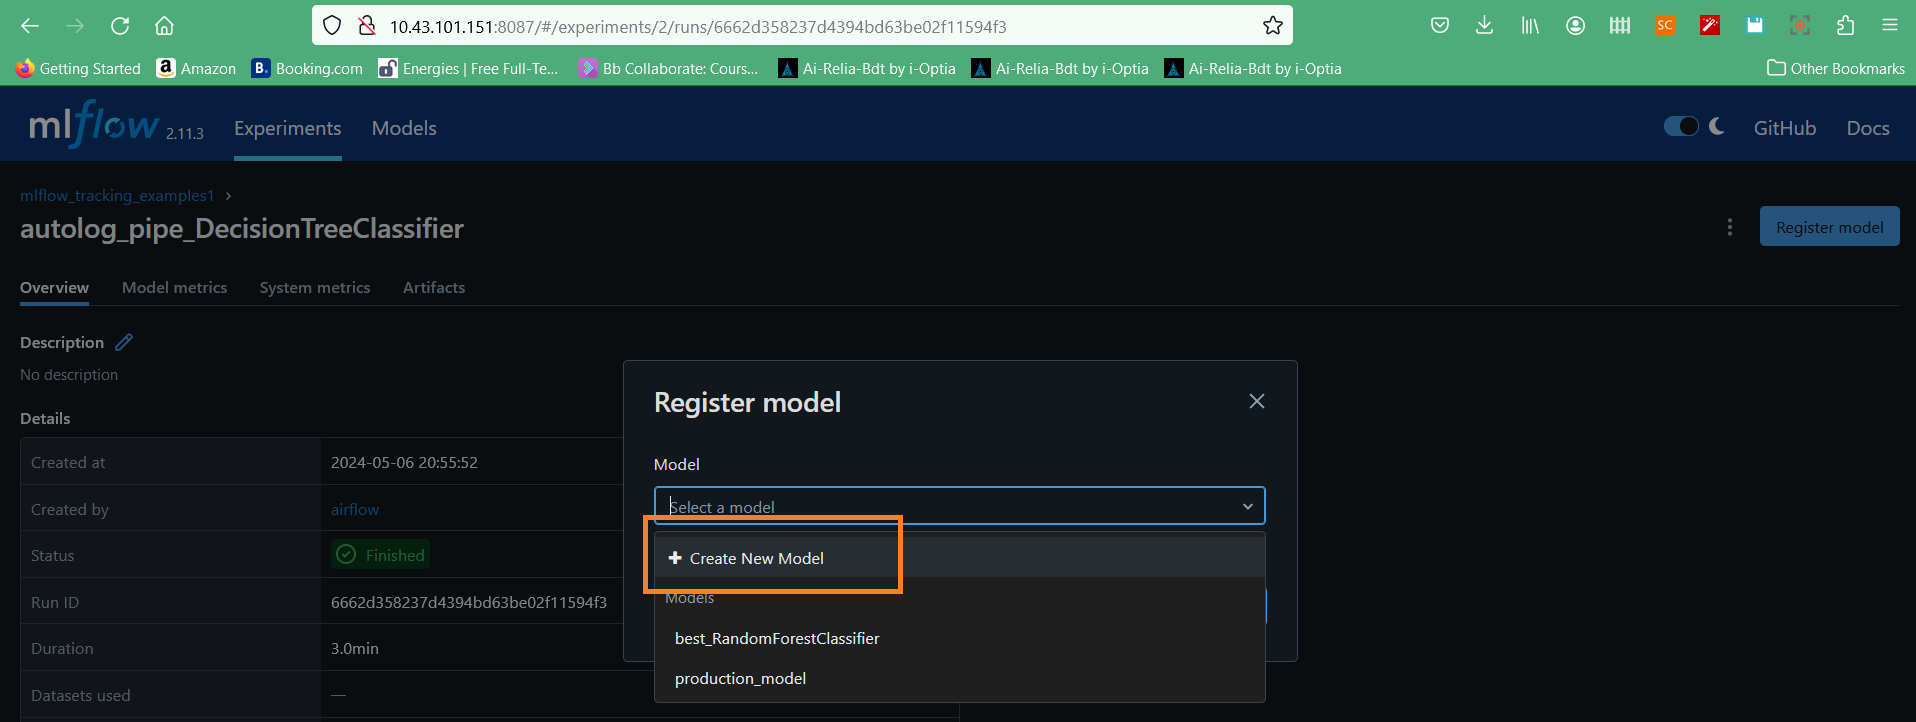 10.43.101.151:8087/#/experiments/2/runs/6662d358237d4394bd63be02f11594f3
SC
Getting Started Amazon Booking.com Energies | Free Full-Te... Bb Collaborate: Cours... Ai-Relia-Bdt by i-Optia Ai-Relia-Bdt by i-Optia Ai-Relia-Bdt by i-Optia Other Bookmarks
mlflow 2.11.3 Experiments Models GitHub Docs
mlflow_tracking_examples1 >
autolog_pipe_DecisionTreeClassifier
Register model
Overview Model metrics System metrics Artifacts
Description
No description
Details
Created at 2024-05-06 20:55:52
Created by airflow
Status Finished
Run ID 6662d358237d4394bd63be02f11594f3
Duration 3.0min
Datasets used —
Register model
Model
Select a model
+ Create New Model
Models
best_RandomForestClassifier
production_model